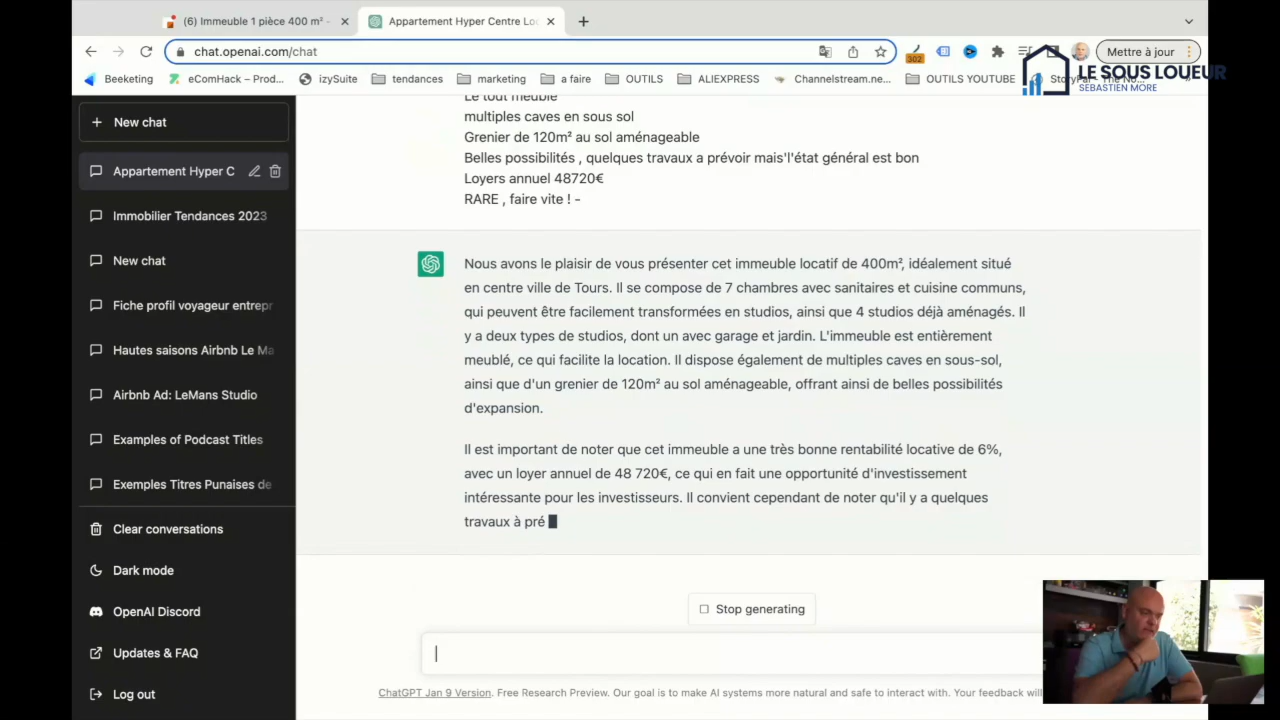 (6) Immeuble 1 pièce 400 m² -
Appartement Hyper Centre Lo
chat.openai.com/chat
302
Mettre à jour
Beeketing
eComHack – Prod...
izySuite
tendances
marketing
a faire
OUTILS
ALIEXPRESS
Channelstream.ne...
OUTILS YOUTUBE
LE SOUS LOUEUR
SEBASTIEN MORE
New chat
Appartement Hyper C
Immobilier Tendances 2023
New chat
Fiche profil voyageur entrepr
Hautes saisons Airbnb Le Ma
Airbnb Ad: LeMans Studio
Examples of Podcast Titles
Exemples Titres Punaises de
Clear conversations
Dark mode
OpenAI Discord
Updates & FAQ
Log out
Le tout meublé
multiples caves en sous sol
Grenier de 120m² au sol aménageable
Belles possibilités , quelques travaux a prévoir mais'l'état général est bon
Loyers annuel 48720€
RARE , faire vite ! -
Nous avons le plaisir de vous présenter cet immeuble locatif de 400m², idéalement situé
en centre ville de Tours. Il se compose de 7 chambres avec sanitaires et cuisine communs,
qui peuvent être facilement transformées en studios, ainsi que 4 studios déjà aménagés. Il
y a deux types de studios, dont un avec garage et jardin. L'immeuble est entièrement
meublé, ce qui facilite la location. Il dispose également de multiples caves en sous-sol,
ainsi que d'un grenier de 120m² au sol aménageable, offrant ainsi de belles possibilités
d'expansion.
Il est important de noter que cet immeuble a une très bonne rentabilité locative de 6%,
avec un loyer annuel de 48 720€, ce qui en fait une opportunité d'investissement
intéressante pour les investisseurs. Il convient cependant de noter qu'il y a quelques
travaux à pré
Stop generating
ChatGPT Jan 9 Version. Free Research Preview. Our goal is to make AI systems more natural and safe to interact with. Your feedback will